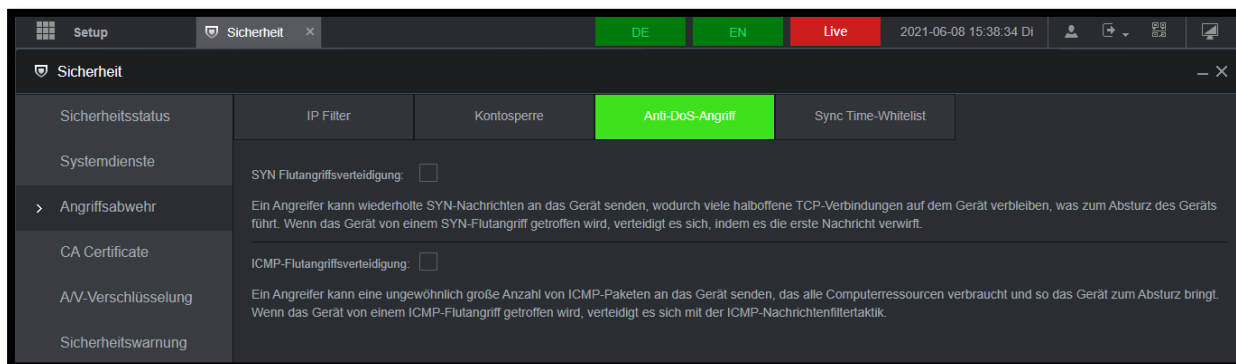 Setup
Sicherheit ×
DE
EN
Live
2021-06-08 15:38:34 Di
Sicherheit
Sicherheitsstatus
Systemdienste
> Angriffsabwehr
CA Certificate
A/V-Verschlüsselung
Sicherheitswarnung
IP Filter
Kontosperre
Anti-DoS-Angriff
Sync Time-Whitelist
SYN Flutangriffsverteidigung:
Ein Angreifer kann wiederholte SYN-Nachrichten an das Gerät senden, wodurch viele halboffene TCP-Verbindungen auf dem Gerät verbleiben, was zum Absturz des Geräts
führt. Wenn das Gerät von einem SYN-Flutangriff getroffen wird, verteidigt es sich, indem es die erste Nachricht verwirft.
ICMP-Flutangriffsverteidigung:
Ein Angreifer kann eine ungewöhnlich große Anzahl von ICMP-Paketen an das Gerät senden, das alle Computerressourcen verbraucht und so das Gerät zum Absturz bringt.
Wenn das Gerät von einem ICMP-Flutangriff getroffen wird, verteidigt es sich mit der ICMP-Nachrichtenfiltertaktik.